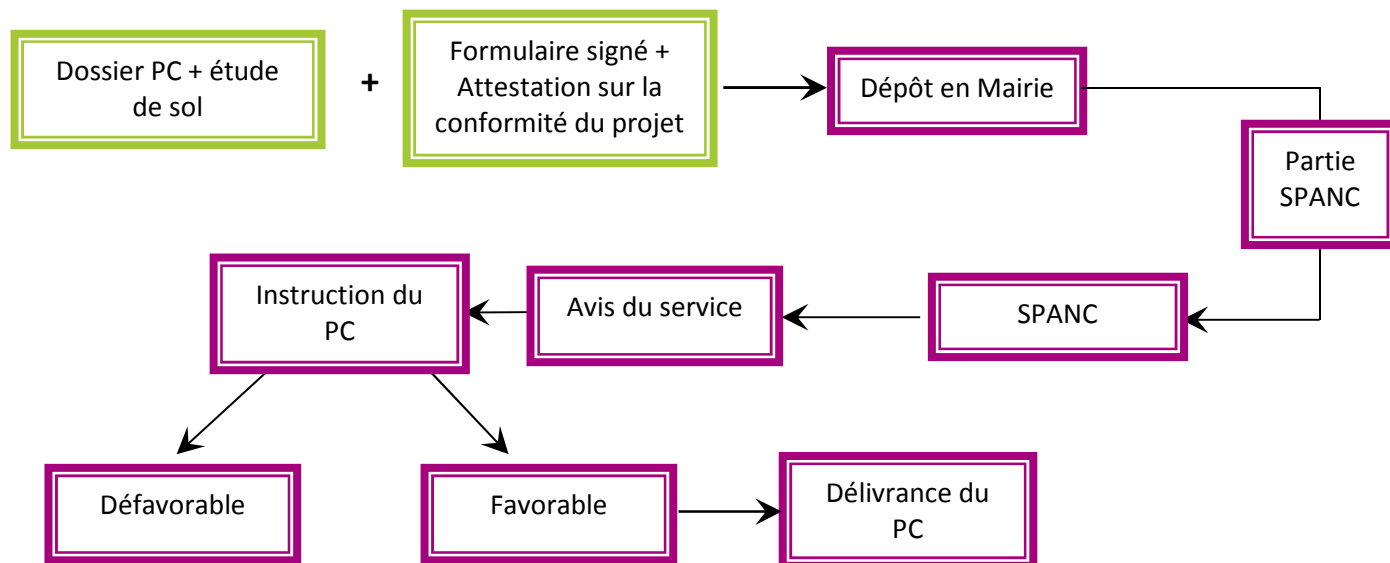 Dossier PC + étude
de sol
+
Formulaire signé +
Attestation sur la
conformité du projet
Dépôt en Mairie
Partie
SPANC
SPANC
Avis du service
Instruction du
PC
Défavorable
Favorable
Délivrance du
PC